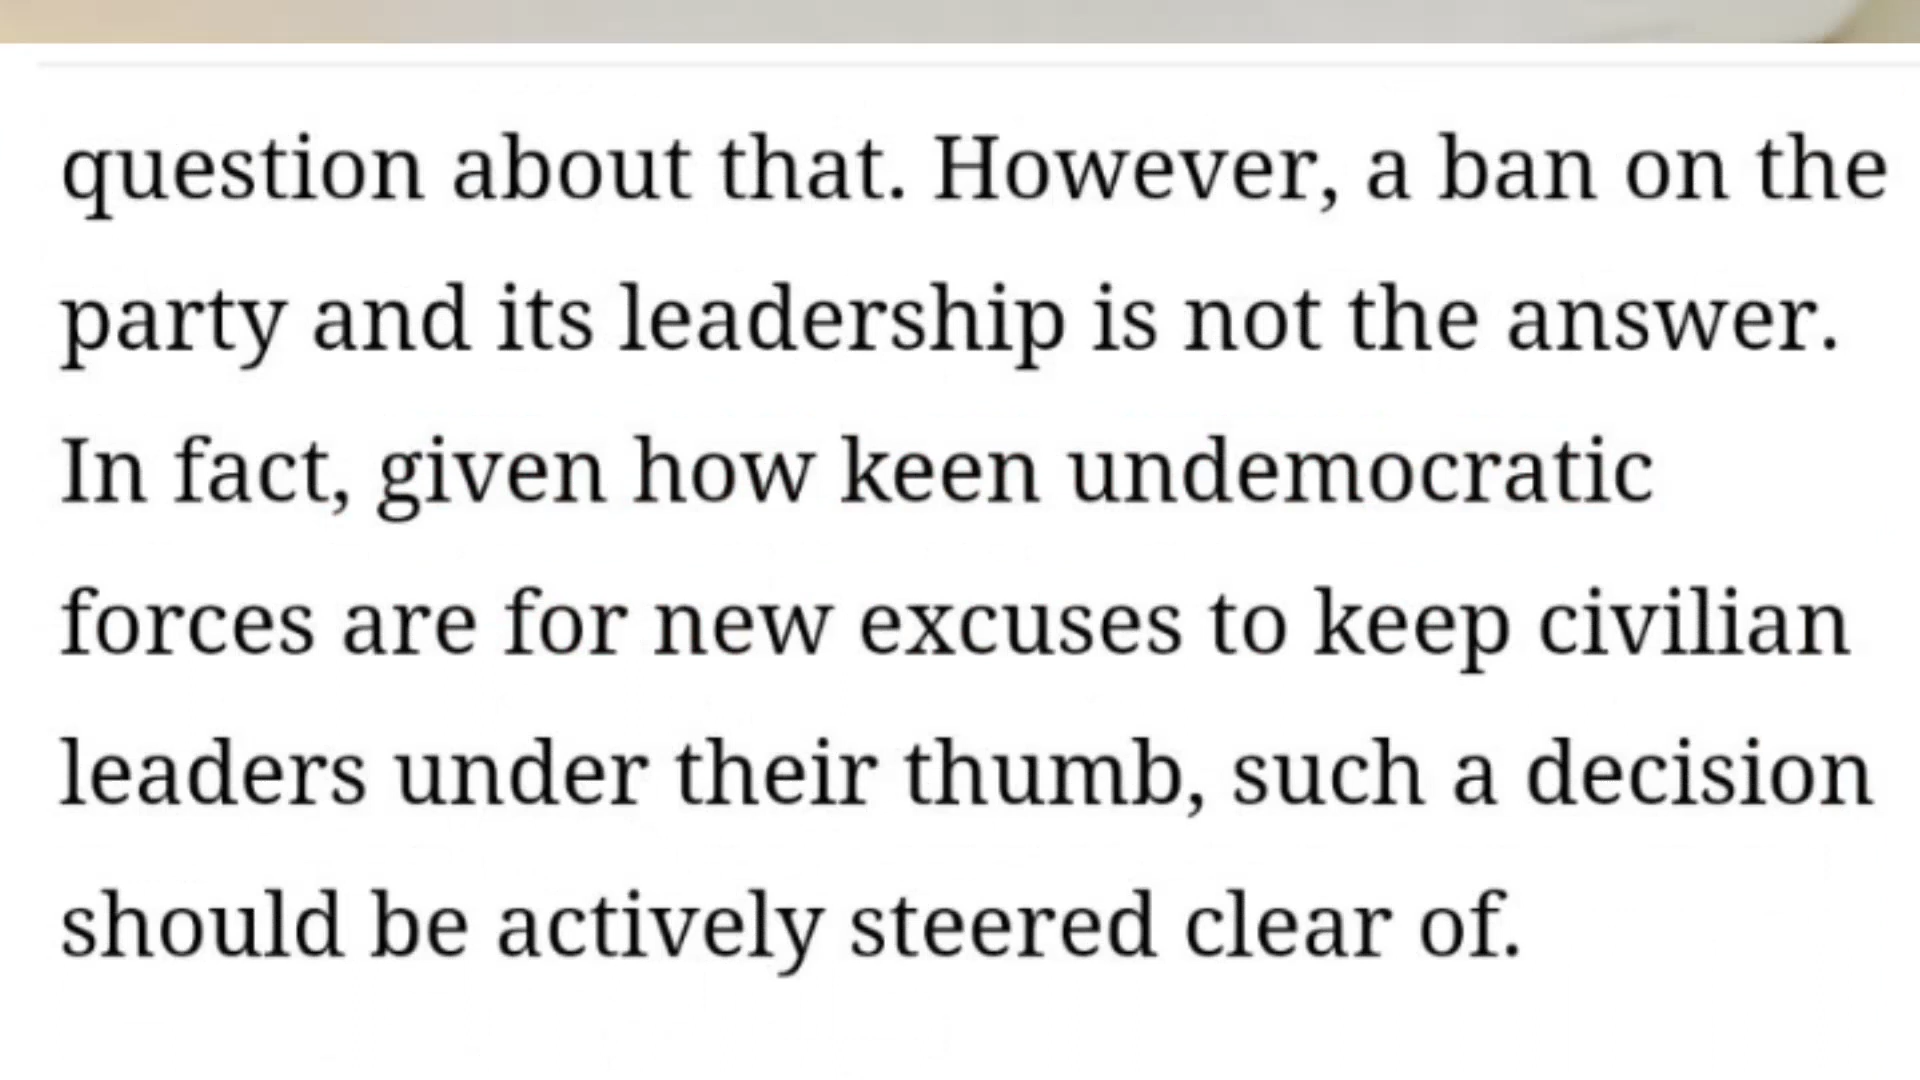 question about that. However, a ban on the
party and its leadership is not the answer.
In fact, given how keen undemocratic
forces are for new excuses to keep civilian
leaders under their thumb, such a decision
should be actively steered clear of.